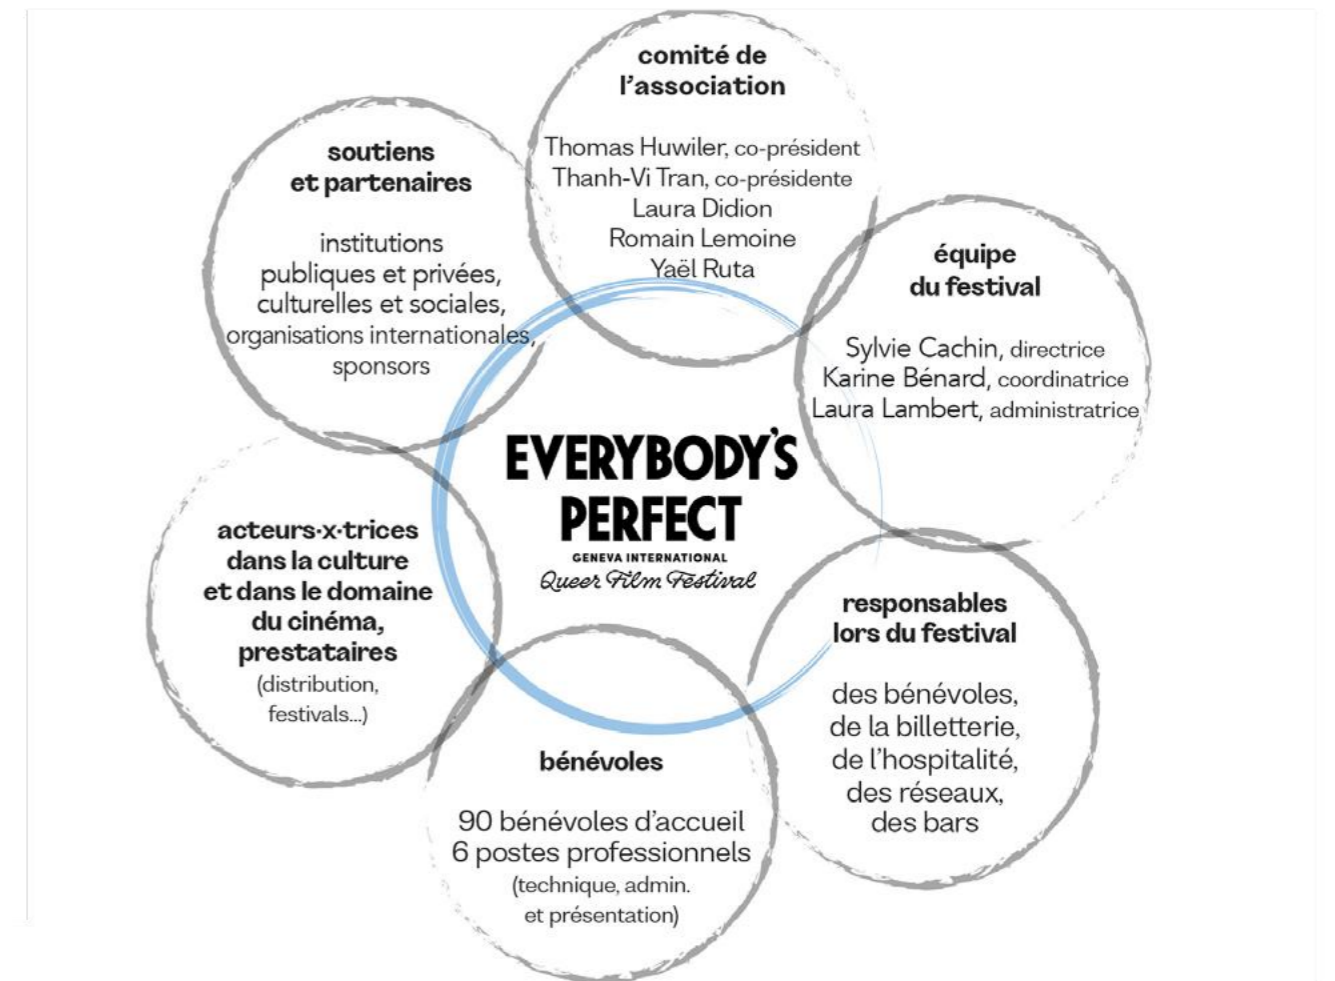 comité de
l'association
Thomas Huwiler, co-président
Thanh-Vi Tran, co-présidente
Laura Didion
Romain Lemoine
Yaël Ruta
soutiens
et partenaires
institutions
publiques et privées,
culturelles et sociales,
organisations internationales,
sponsors
équipe
du festival
Sylvie Cachin, directrice
Karine Bénard, coordinatrice
Laura Lambert, administratrice
EVERYBODY'S
PERFECT
GENEVA INTERNATIONAL
Queer Film Festival
acteurs·x·trices
dans la culture
et dans le domaine
du cinéma,
prestataires
(distribution,
festivals...)
responsables
lors du festival
des bénévoles,
de la billetterie,
de l'hospitalité,
des réseaux,
des bars
bénévoles
90 bénévoles d'accueil
6 postes professionnels
(technique, admin.
et présentation)